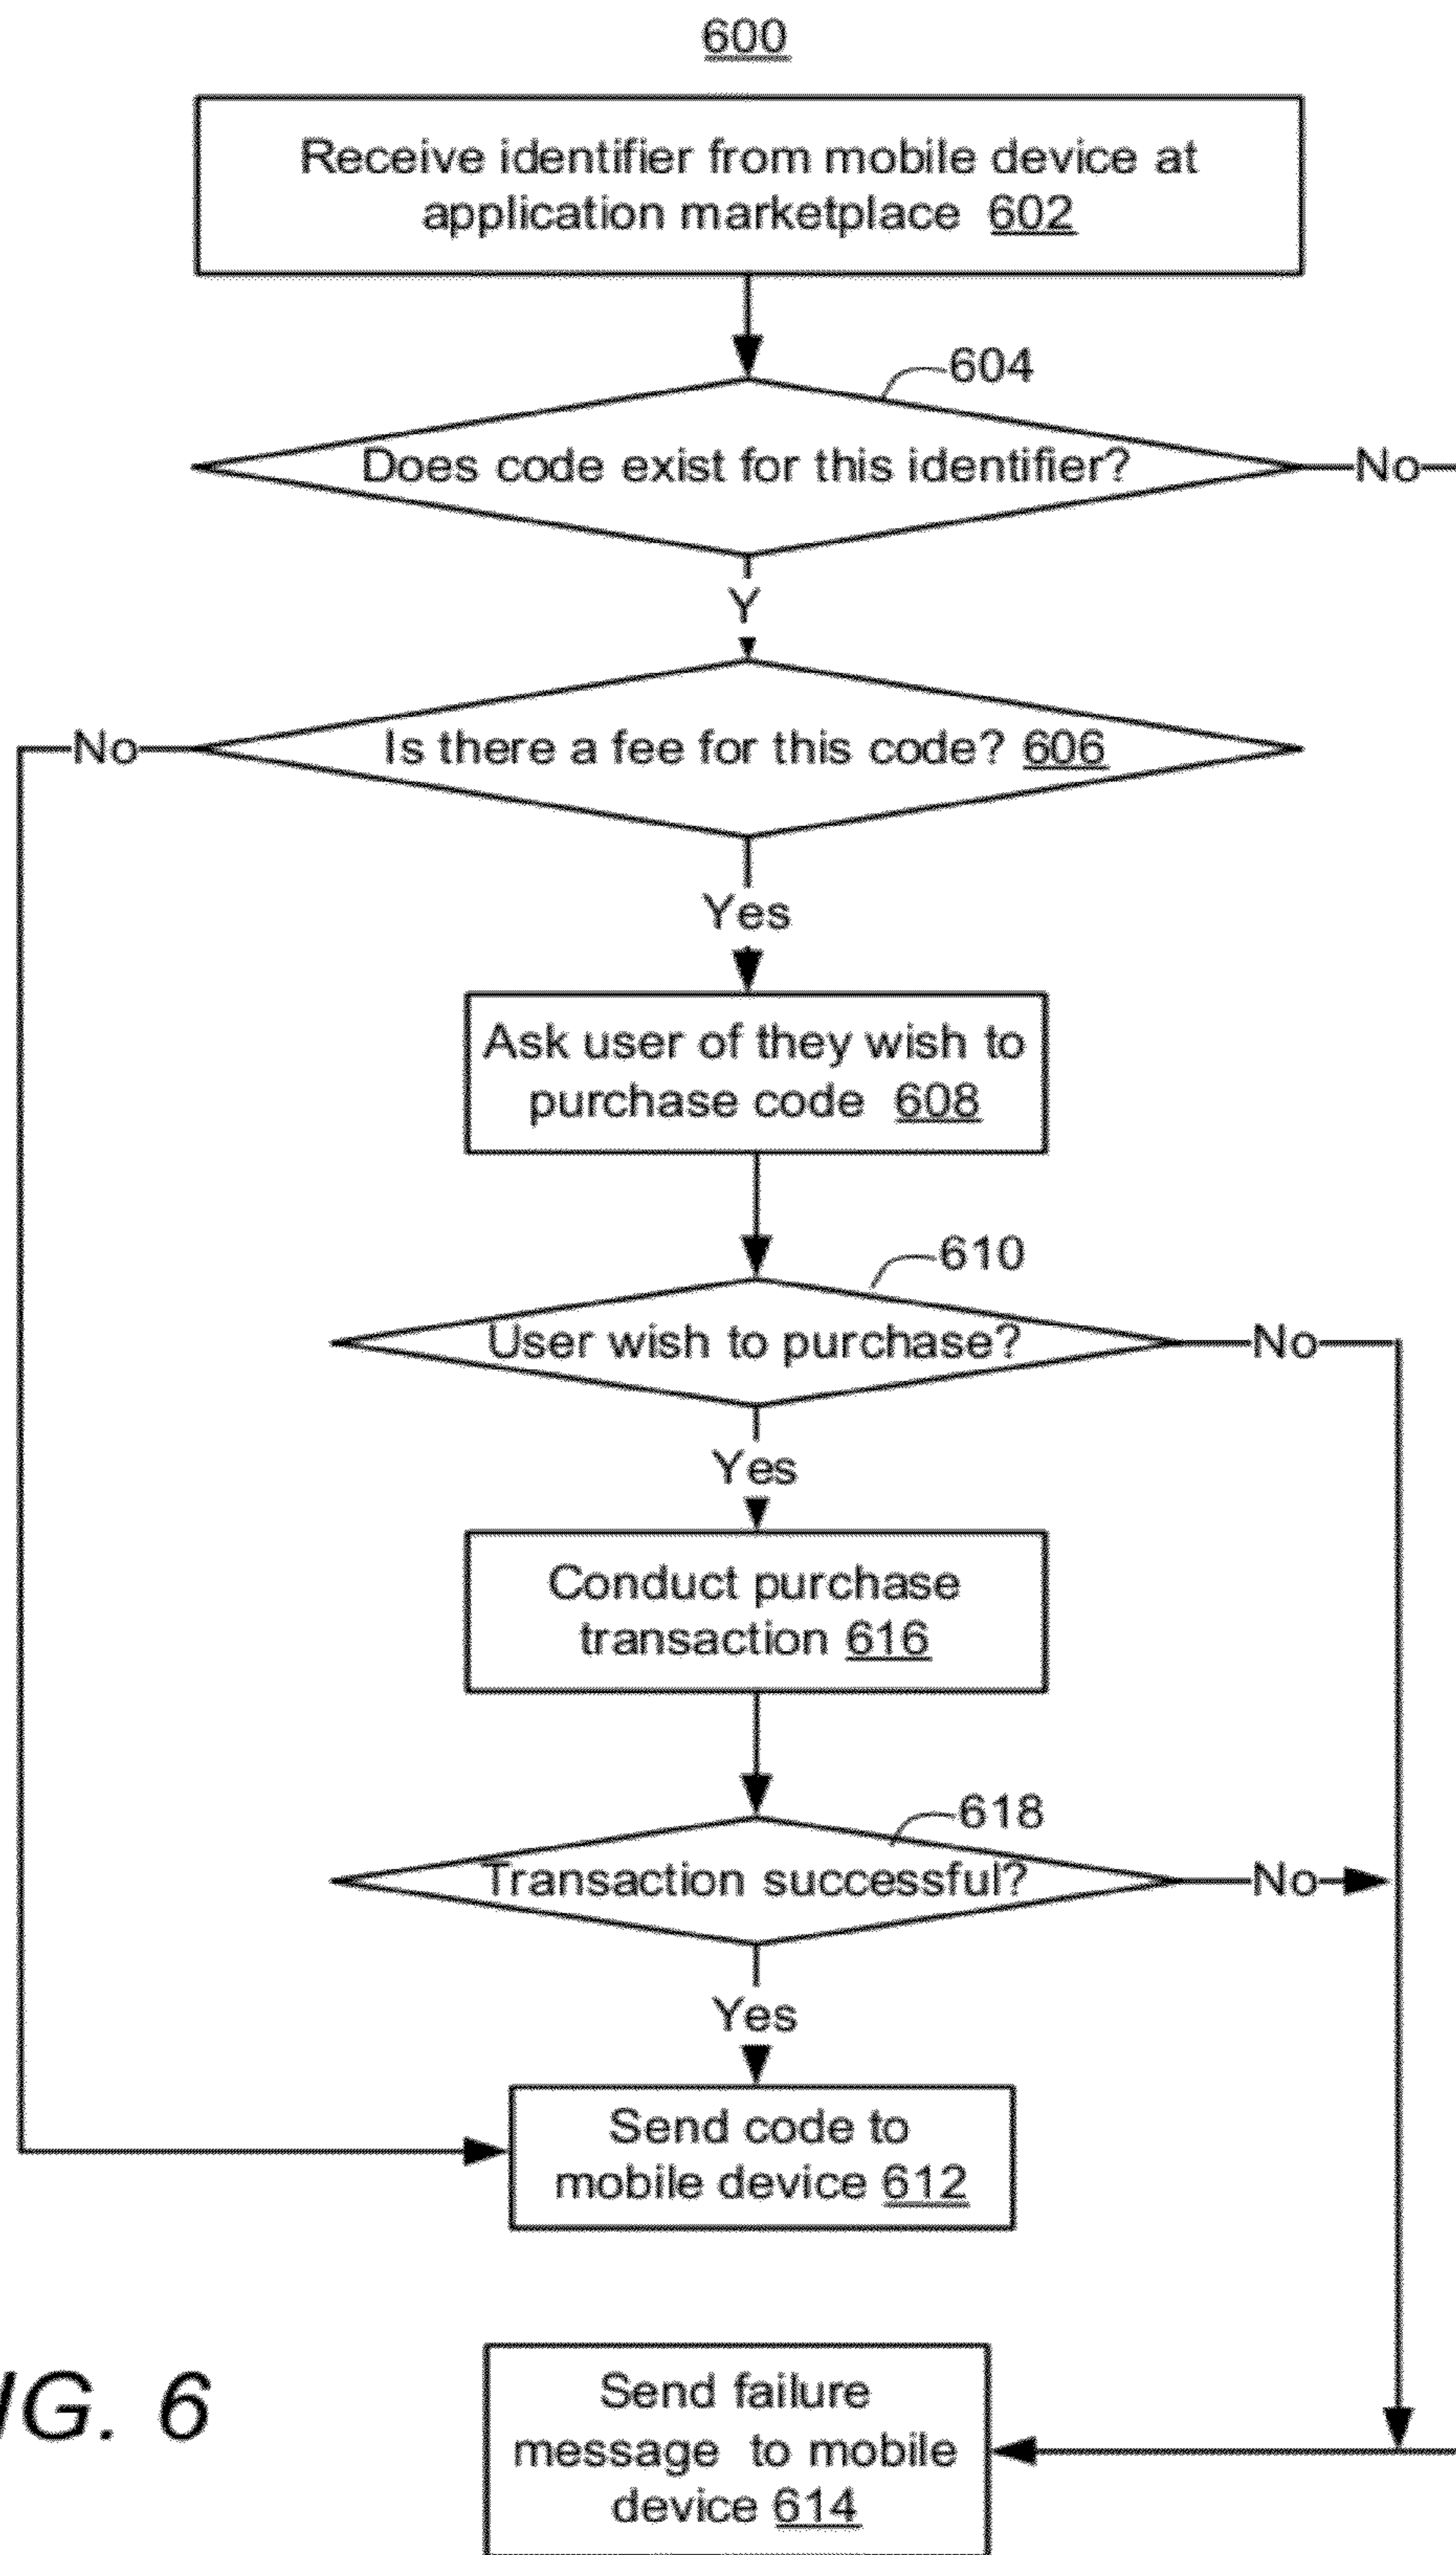 600
Receive identifier from mobile device at
application marketplace 602
604
Does code exist for this identifier?
No
Y
No
Is there a fee for this code? 606
Yes
Ask user of they wish to
purchase code 608
610
User wish to purchase?
No
Yes
Conduct purchase
transaction 616
618
Transaction successful?
No
Yes
Send code to
mobile device 612
Send failure
message to mobile
device 614
IG. 6